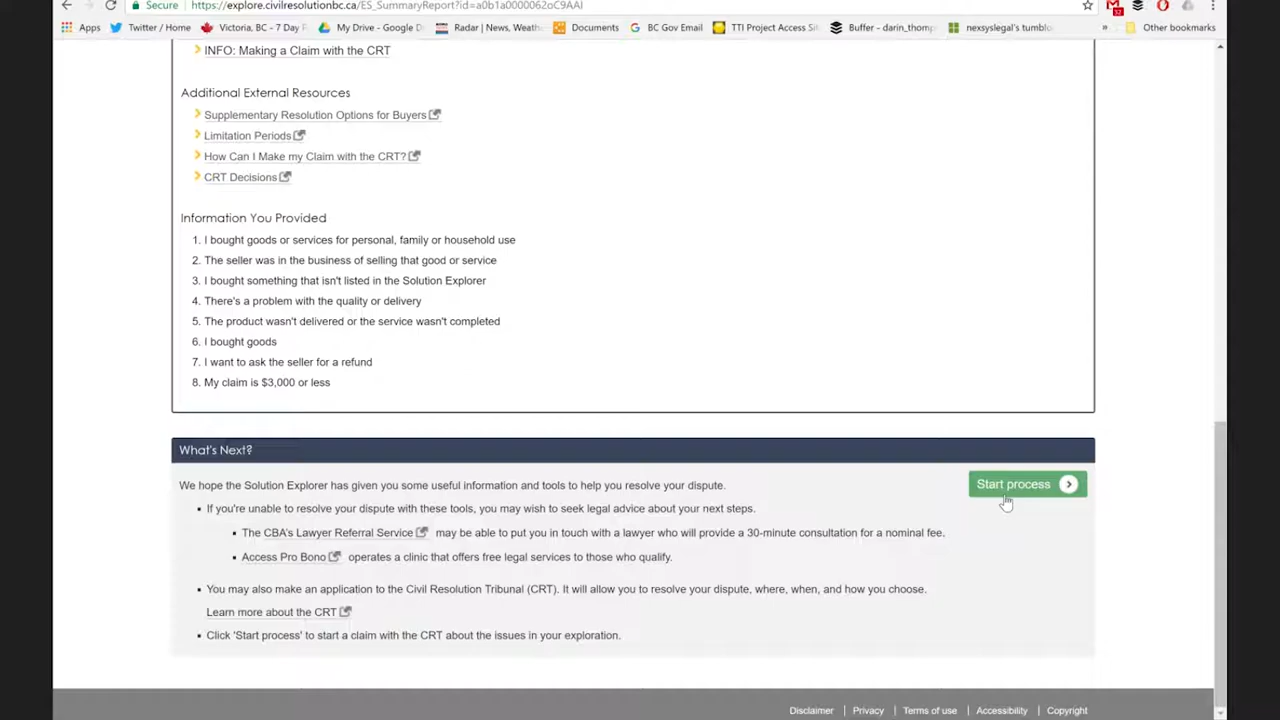 Secure https://explore.civilresolutionbc.ca/ES_SummaryReport?id=a0b1a0000062oC9AAI
Apps Twitter / Home Victoria, BC - 7 Day F My Drive - Google D Radar | News, Weath Documents BC Gov Email TTI Project Access Sit Buffer - darin_thomp nexsyslegal's tumblo » Other bookmarks
INFO: Making a Claim with the CRT
Additional External Resources
Supplementary Resolution Options for Buyers
Limitation Periods
How Can I Make my Claim with the CRT?
CRT Decisions
Information You Provided
1. I bought goods or services for personal, family or household use
2. The seller was in the business of selling that good or service
3. I bought something that isn't listed in the Solution Explorer
4. There's a problem with the quality or delivery
5. The product wasn't delivered or the service wasn't completed
6. I bought goods
7. I want to ask the seller for a refund
8. My claim is $3,000 or less
What's Next?
We hope the Solution Explorer has given you some useful information and tools to help you resolve your dispute.
Start process
If you're unable to resolve your dispute with these tools, you may wish to seek legal advice about your next steps.
The CBA's Lawyer Referral Service may be able to put you in touch with a lawyer who will provide a 30-minute consultation for a nominal fee.
Access Pro Bono operates a clinic that offers free legal services to those who qualify.
You may also make an application to the Civil Resolution Tribunal (CRT). It will allow you to resolve your dispute, where, when, and how you choose.
Learn more about the CRT
Click 'Start process' to start a claim with the CRT about the issues in your exploration.
Disclaimer | Privacy | Terms of use | Accessibility | Copyright